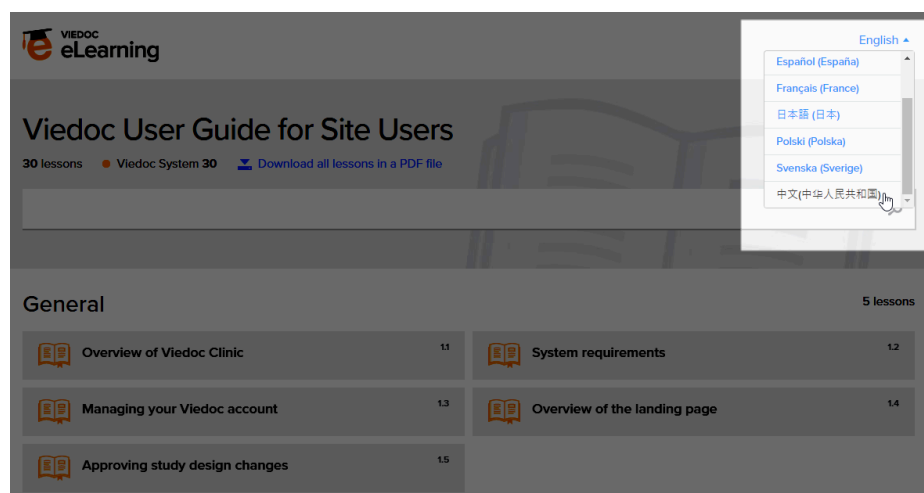 VIEDOC
eLearning
English
Español (España)
Français (France)
日本語 (日本)
Polski (Polska)
Svenska (Sverige)
中文(中华人民共和国)
Viedoc User Guide for Site Users
30 lessons Viedoc System 30 Download all lessons in a PDF file
General 5 lessons
Overview of Viedoc Clinic 1.1
System requirements 1.2
Managing your Viedoc account 1.3
Overview of the landing page 1.4
Approving study design changes 1.5